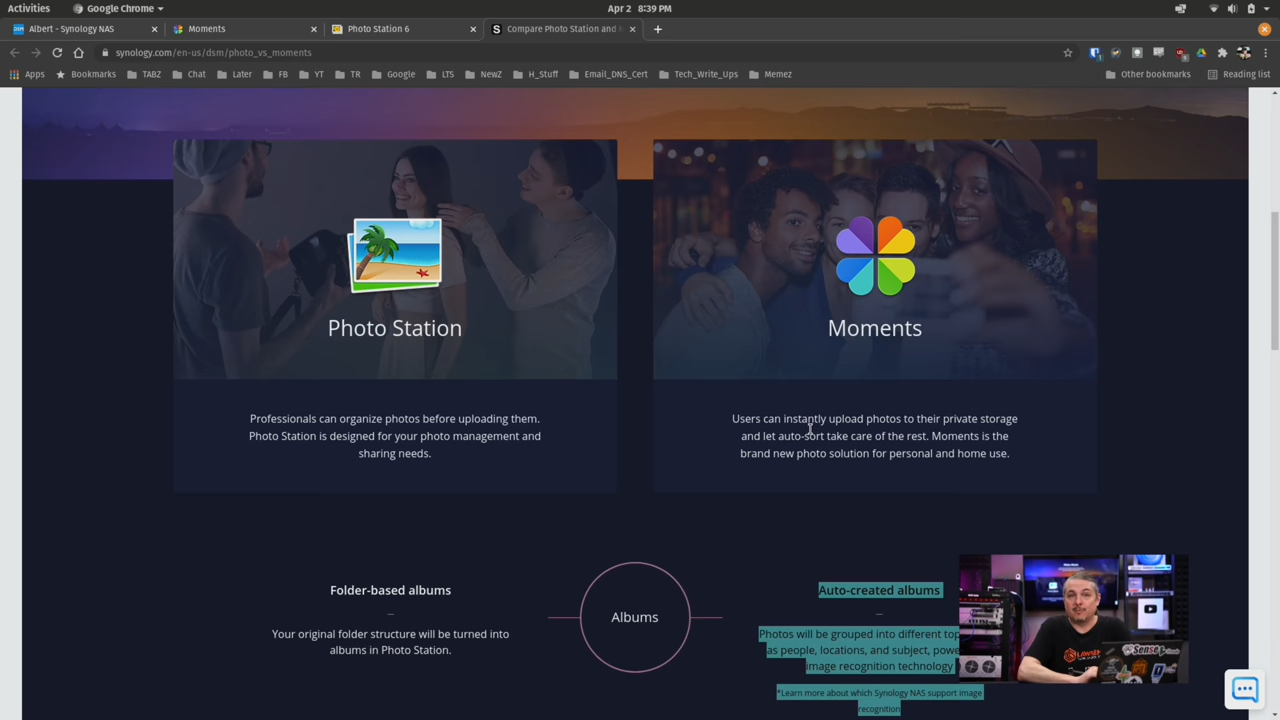 Activities
Google Chrome
Apr 2 8:39 PM
Albert - Synology NAS
Moments
Photo Station 6
Compare Photo Station and
synology.com/en-us/dsm/photo_vs_moments
Apps
Bookmarks
TABZ
Chat
Later
FB
YT
TR
Google
LTS
NewZ
H_Stuff
Email_DNS_Cert
Tech_Write_Ups
Memez
Other bookmarks
Reading list
Photo Station
Moments
Professionals can organize photos before uploading them.
Photo Station is designed for your photo management and
sharing needs.
Users can instantly upload photos to their private storage
and let auto-sort take care of the rest. Moments is the
brand new photo solution for personal and home use.
Folder-based albums
Your original folder structure will be turned into
albums in Photo Station.
Albums
Auto-created albums
Photos will be grouped into different top
as people, locations, and subject, powe
image recognition technology
*Learn more about which Synology NAS support image
recognition